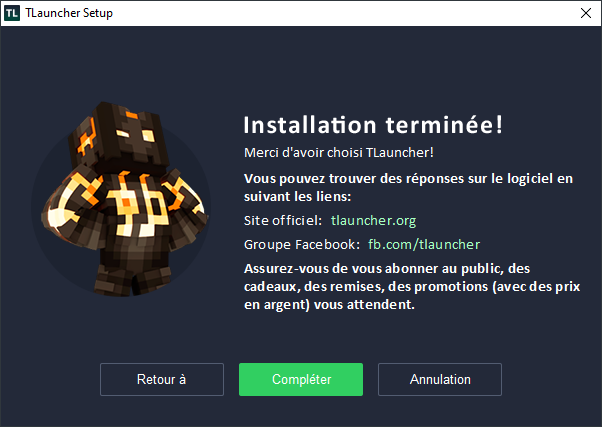 TL TLauncher Setup
Installation terminée!
Merci d'avoir choisi TLauncher!
Vous pouvez trouver des réponses sur le logiciel en
suivant les liens:
Site officiel: tlauncher.org
Groupe Facebook: fb.com/tlauncher
Assurez-vous de vous abonner au public, des
cadeaux, des remises, des promotions (avec des prix
en argent) vous attendent.
Retour à Compléter Annulation